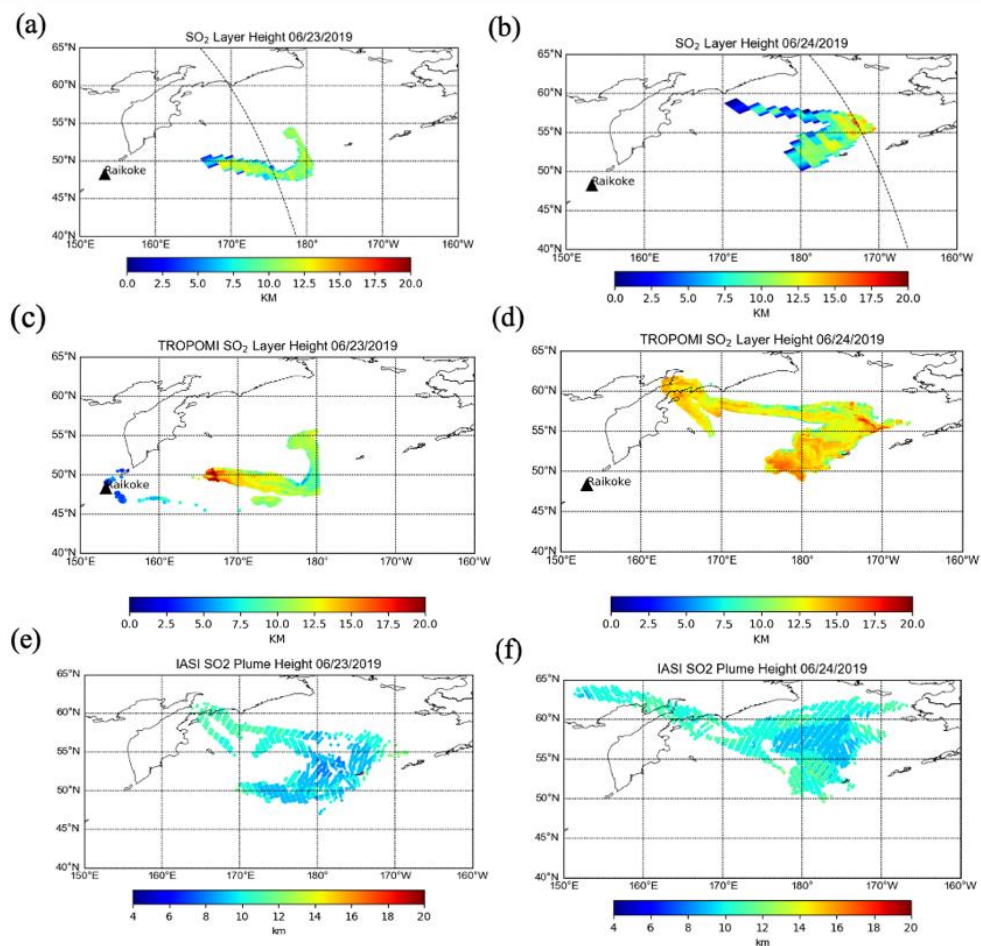 (a)
SO₂ Layer Height 06/23/2019
65°N
60°N
55°N
50°N
45°N
40°N
Raikoke
150°E 160°E 170°E 180° 170°W 160°W
0.0 2.5 5.0 7.5 10.0 12.5 15.0 17.5 20.0
KM
(b)
SO₂ Layer Height 06/24/2019
65°N
60°N
55°N
50°N
45°N
40°N
Raikoke
150°E 160°E 170°E 180° 170°W 160°W
0.0 2.5 5.0 7.5 10.0 12.5 15.0 17.5 20.0
KM
(c)
TROPOMI SO₂ Layer Height 06/23/2019
65°N
60°N
55°N
50°N
45°N
40°N
Raikoke
150°E 160°E 170°E 180° 170°W 160°W
0.0 2.5 5.0 7.5 10.0 12.5 15.0 17.5 20.0
KM
(d)
TROPOMI SO₂ Layer Height 06/24/2019
65°N
60°N
55°N
50°N
45°N
40°N
Raikoke
150°E 160°E 170°E 180° 170°W 160°W
0.0 2.5 5.0 7.5 10.0 12.5 15.0 17.5 20.0
KM
(e)
IASI SO2 Plume Height 06/23/2019
65°N
60°N
55°N
50°N
45°N
40°N
150°E 160°E 170°E 180° 170°W 160°W
4 6 8 10 12 14 16 18 20
km
(f)
IASI SO2 Plume Height 06/24/2019
65°N
60°N
55°N
50°N
45°N
40°N
150°E 160°E 170°E 180° 170°W 160°W
4 6 8 10 12 14 16 18 20
km